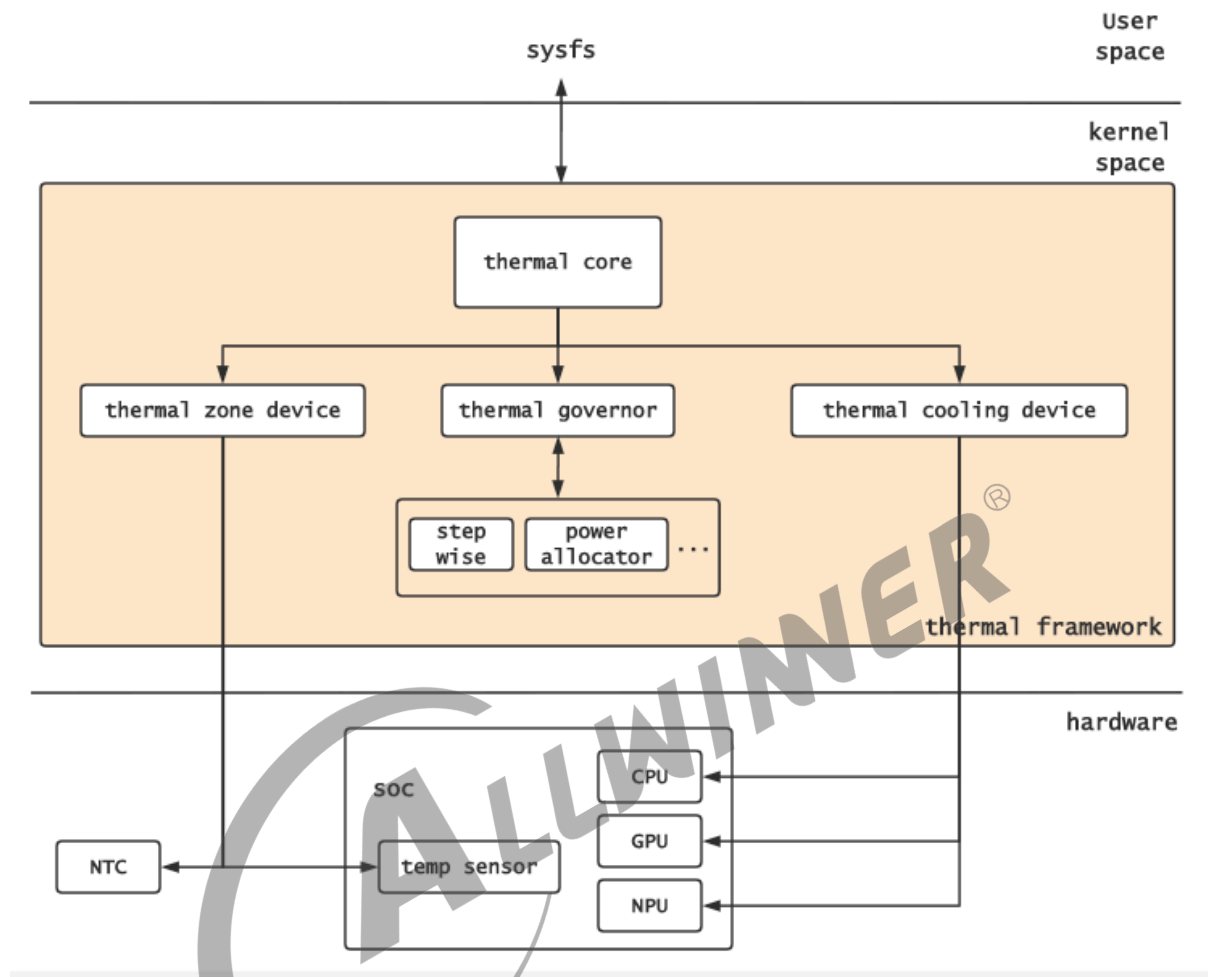 User
space
sysfs
kernel
space
thermal core
thermal zone device
thermal governor
thermal cooling device
step
wise
power
allocator
...
thermal framework
hardware
soc
CPU
GPU
NPU
NTC
temp sensor
ALLWINNER®